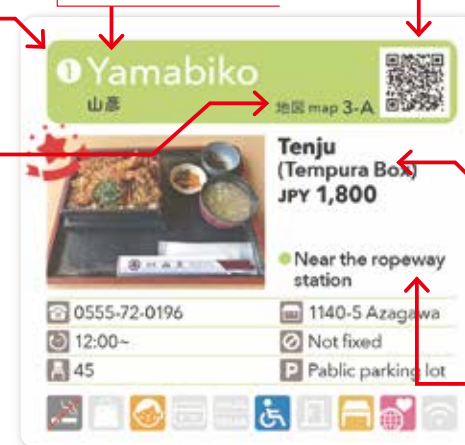 1 Yamabiko
山彦
地図 map 3-A
Tenju
(Tempura Box)
JPY 1,800
Near the ropeway
station
0555-72-0196
1140-5 Azagawa
12:00~
Not fixed
45
P Pablic parking lot